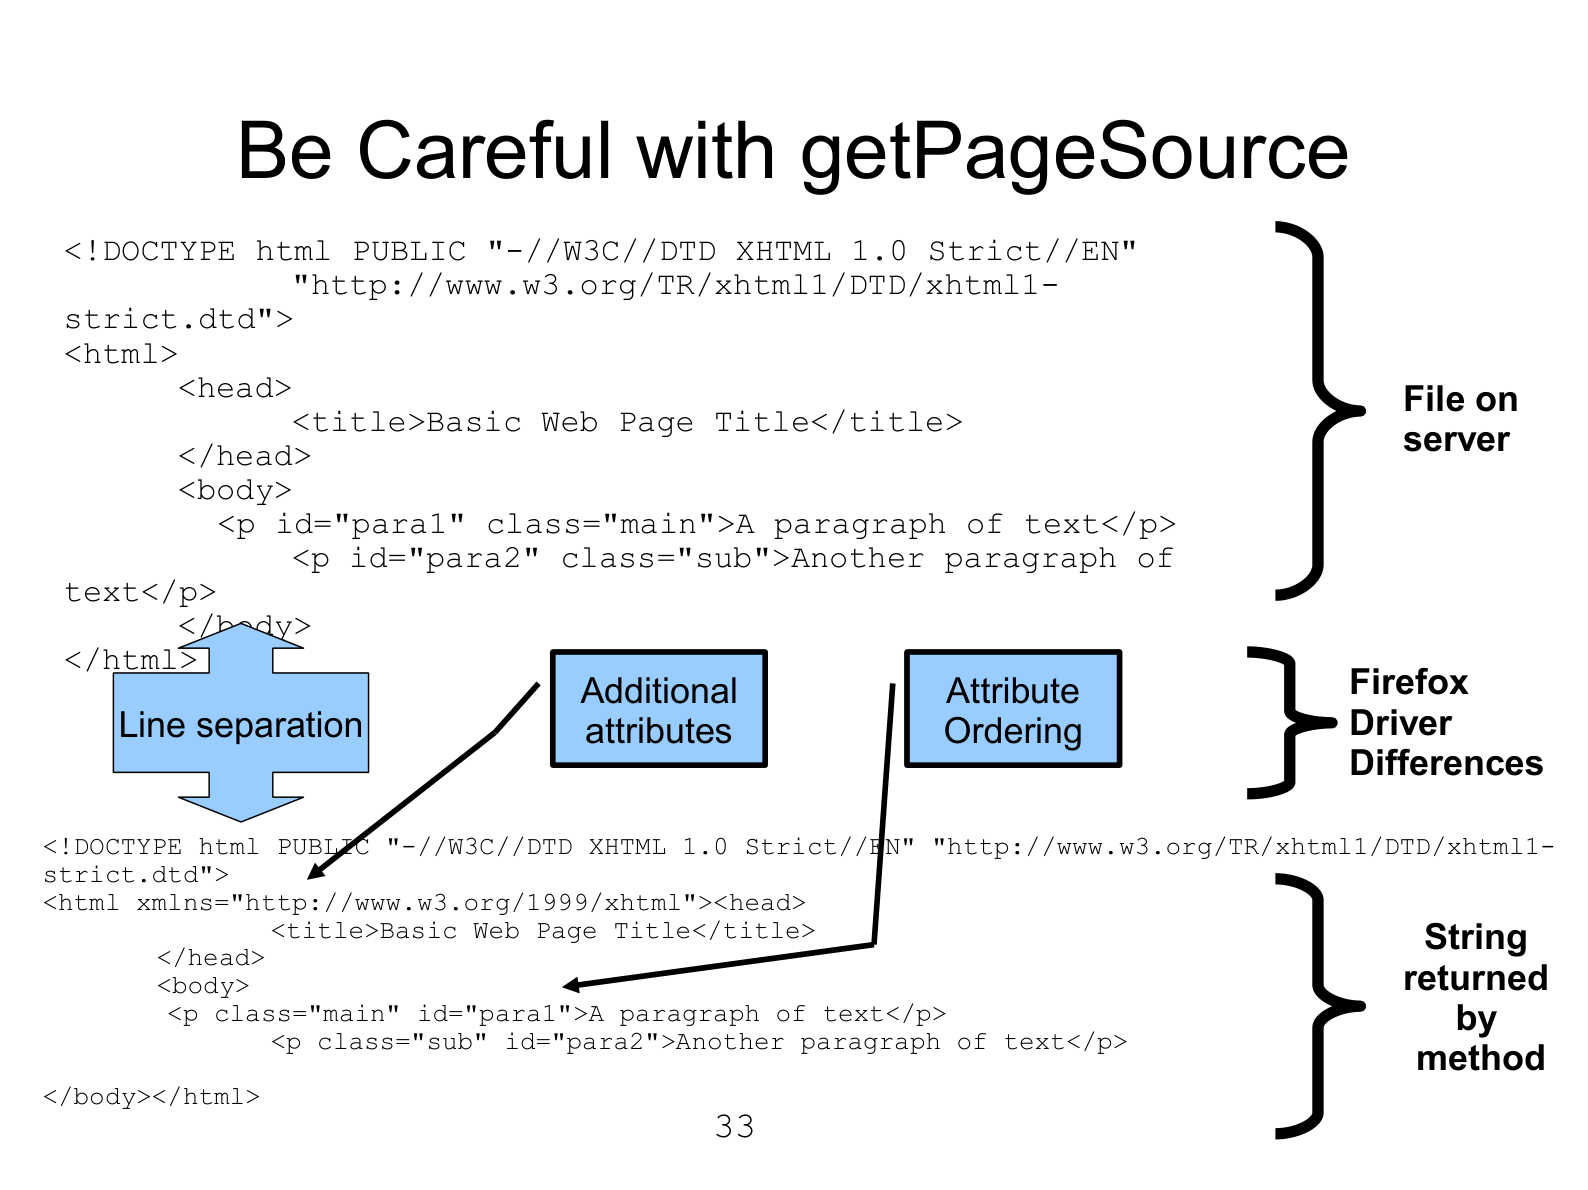 Be Careful with getPageSource
<!DOCTYPE html PUBLIC "-//W3C//DTD XHTML 1.0 Strict//EN"
"http://www.w3.org/TR/xhtml1/DTD/xhtml1-
strict.dtd">
<html>
<head>
<title>Basic Web Page Title</title>
</head>
<body>
<p id="para1" class="main">A paragraph of text</p>
<p id="para2" class="sub">Another paragraph of
text</p>
</body>
</html>
File on
server
Line separation
Additional
attributes
Attribute
Ordering
Firefox
Driver
Differences
<!DOCTYPE html PUBLIC "-//W3C//DTD XHTML 1.0 Strict//EN" "http://www.w3.org/TR/xhtml1/DTD/xhtml1-
strict.dtd">
<html xmlns="http://www.w3.org/1999/xhtml"><head>
<title>Basic Web Page Title</title>
</head>
<body>
<p class="main" id="para1">A paragraph of text</p>
<p class="sub" id="para2">Another paragraph of text</p>
</body></html>
String
returned
by
method
33